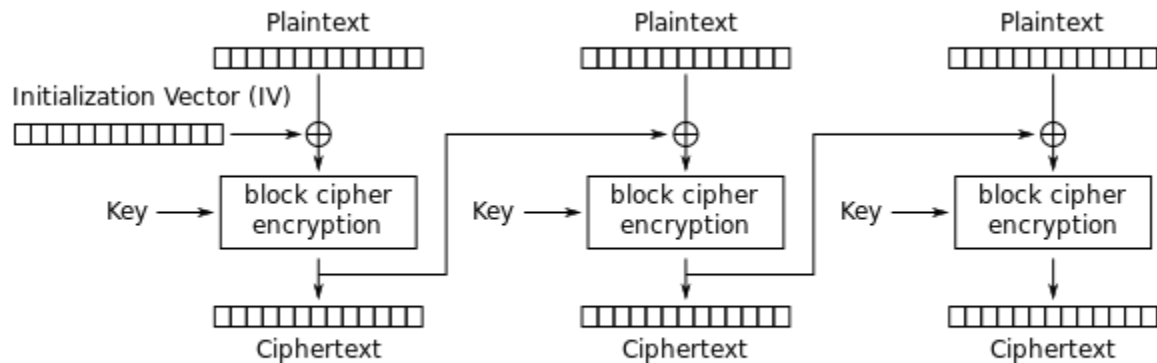 Plaintext
Plaintext
Plaintext
Initialization Vector (IV)
Key
block cipher
encryption
Key
block cipher
encryption
Key
block cipher
encryption
Ciphertext
Ciphertext
Ciphertext